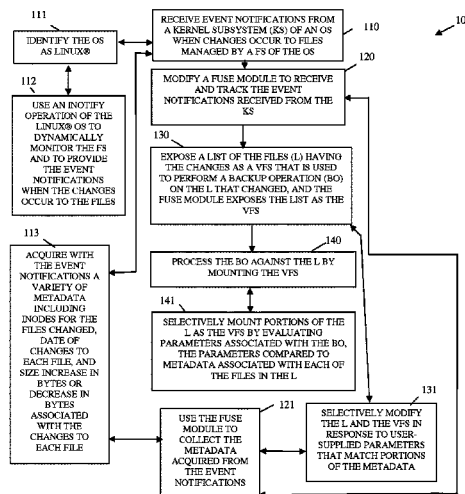 111
IDENTIFY THE OS
AS LINUX®
RECEIVE EVENT NOTIFICATIONS FROM
A KERNEL SUBSYSTEM (KS) OF AN OS
WHEN CHANGES OCCUR TO FILES
MANAGED BY A FS OF THE OS
110
10
112
USE AN INOTIFY
OPERATION OF THE
LINUX® OS TO
DYNAMICALLY
MONITOR THE FS
AND TO PROVIDE
THE EVENT
NOTIFICATIONS
WHEN THE CHANGES
OCCUR TO THE FILES
MODIFY A FUSE MODULE TO RECEIVE
AND TRACK THE EVENT
NOTIFICATIONS RECEIVED FROM THE
KS
120
130
EXPOSE A LIST OF THE FILES (L) HAVING
THE CHANGES AS A VFS THAT IS USED
TO PERFORM A BACKUP OPERATION (BO)
ON THE L THAT CHANGED, AND THE
FUSE MODULE EXPOSES THE LIST AS THE
VFS
140
PROCESS THE BO AGAINST THE L BY
MOUNTING THE VFS
113
ACQUIRE WITH
THE EVENT
NOTIFICATIONS A
VARIETY OF
METADATA
INCLUDING
INODES FOR THE
FILES CHANGED,
DATE OF
CHANGES TO
EACH FILE, AND
SIZE INCREASE IN
BYTES OR
DECREASE IN
BYTES
ASSOCIATED
WITH THE
CHANGES TO
EACH FILE
141
SELECTIVELY MOUNT PORTIONS OF THE
L AS THE VFS BY EVALUATING
PARAMETERS ASSOCIATED WITH THE BO,
THE PARAMETERS COMPARED TO
METADATA ASSOCIATED WITH EACH OF
THE FILES IN THE L
121
USE THE FUSE
MODULE TO
COLLECT THE
METADATA
ACQUIRED FROM
THE EVENT
NOTIFICATIONS
131
SELECTIVELY MODIFY
THE L AND THE VFS IN
RESPONSE TO USER-
SUPPLIED PARAMETERS
THAT MATCH PORTIONS
OF THE METADATA